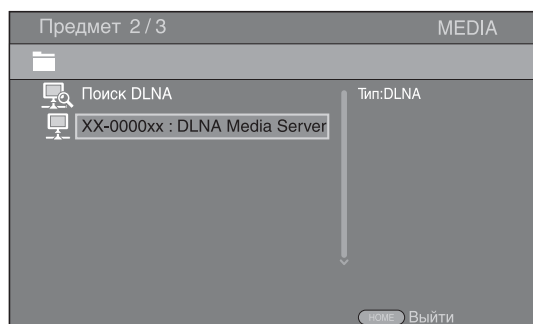 Предмет 2/3 MEDIA
Поиск DLNA
Тип:DLNA
XX-0000xx : DLNA Media Server
HOME Выйти